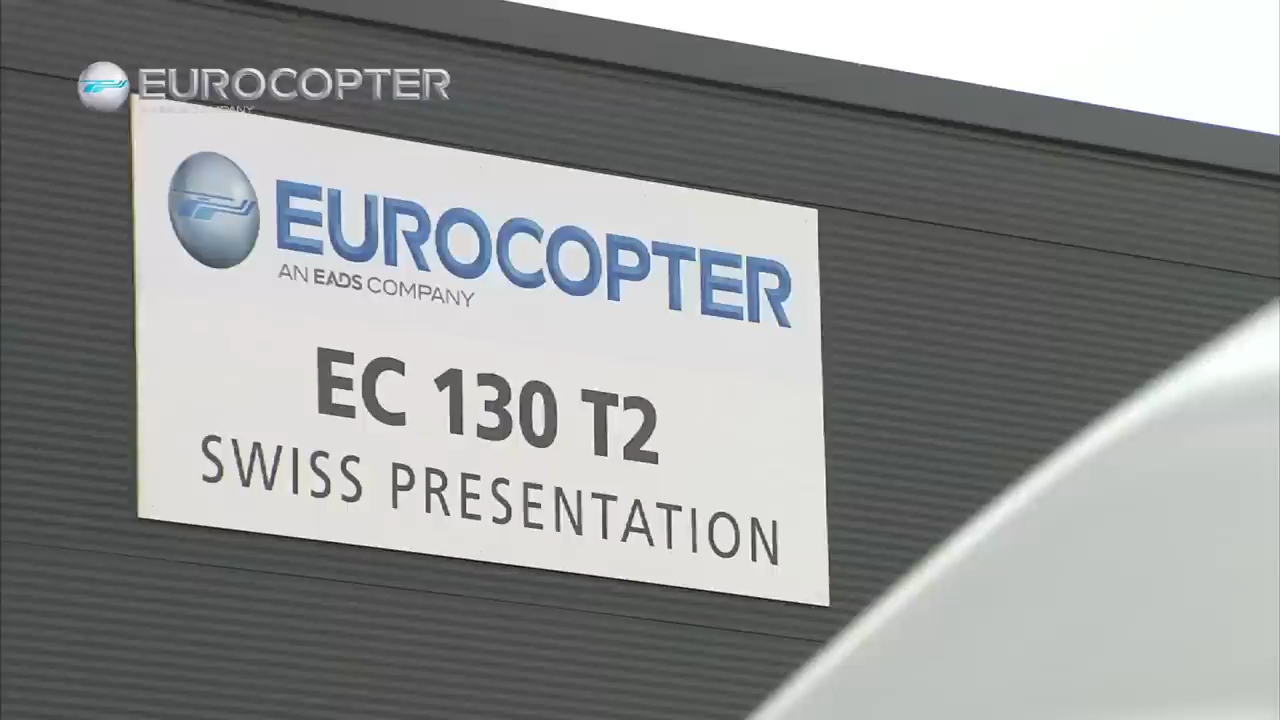 EUROCOPTER
EUROCOPTER
AN EADS COMPANY
EC 130 T2
SWISS PRESENTATION